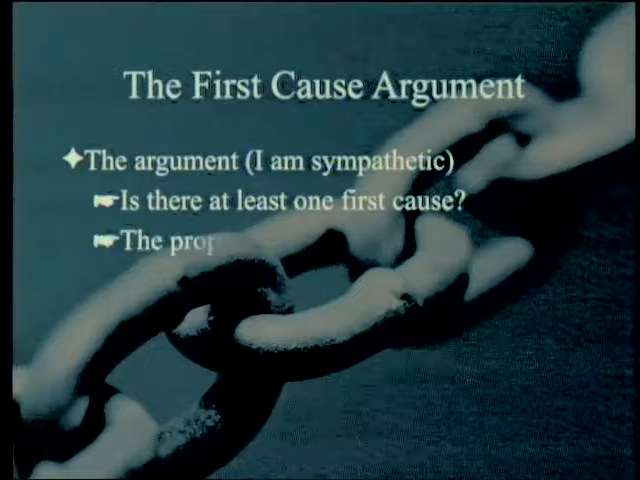 The First Cause Argument
The argument (I am sympathetic)
Is there at least one first cause?
The prop